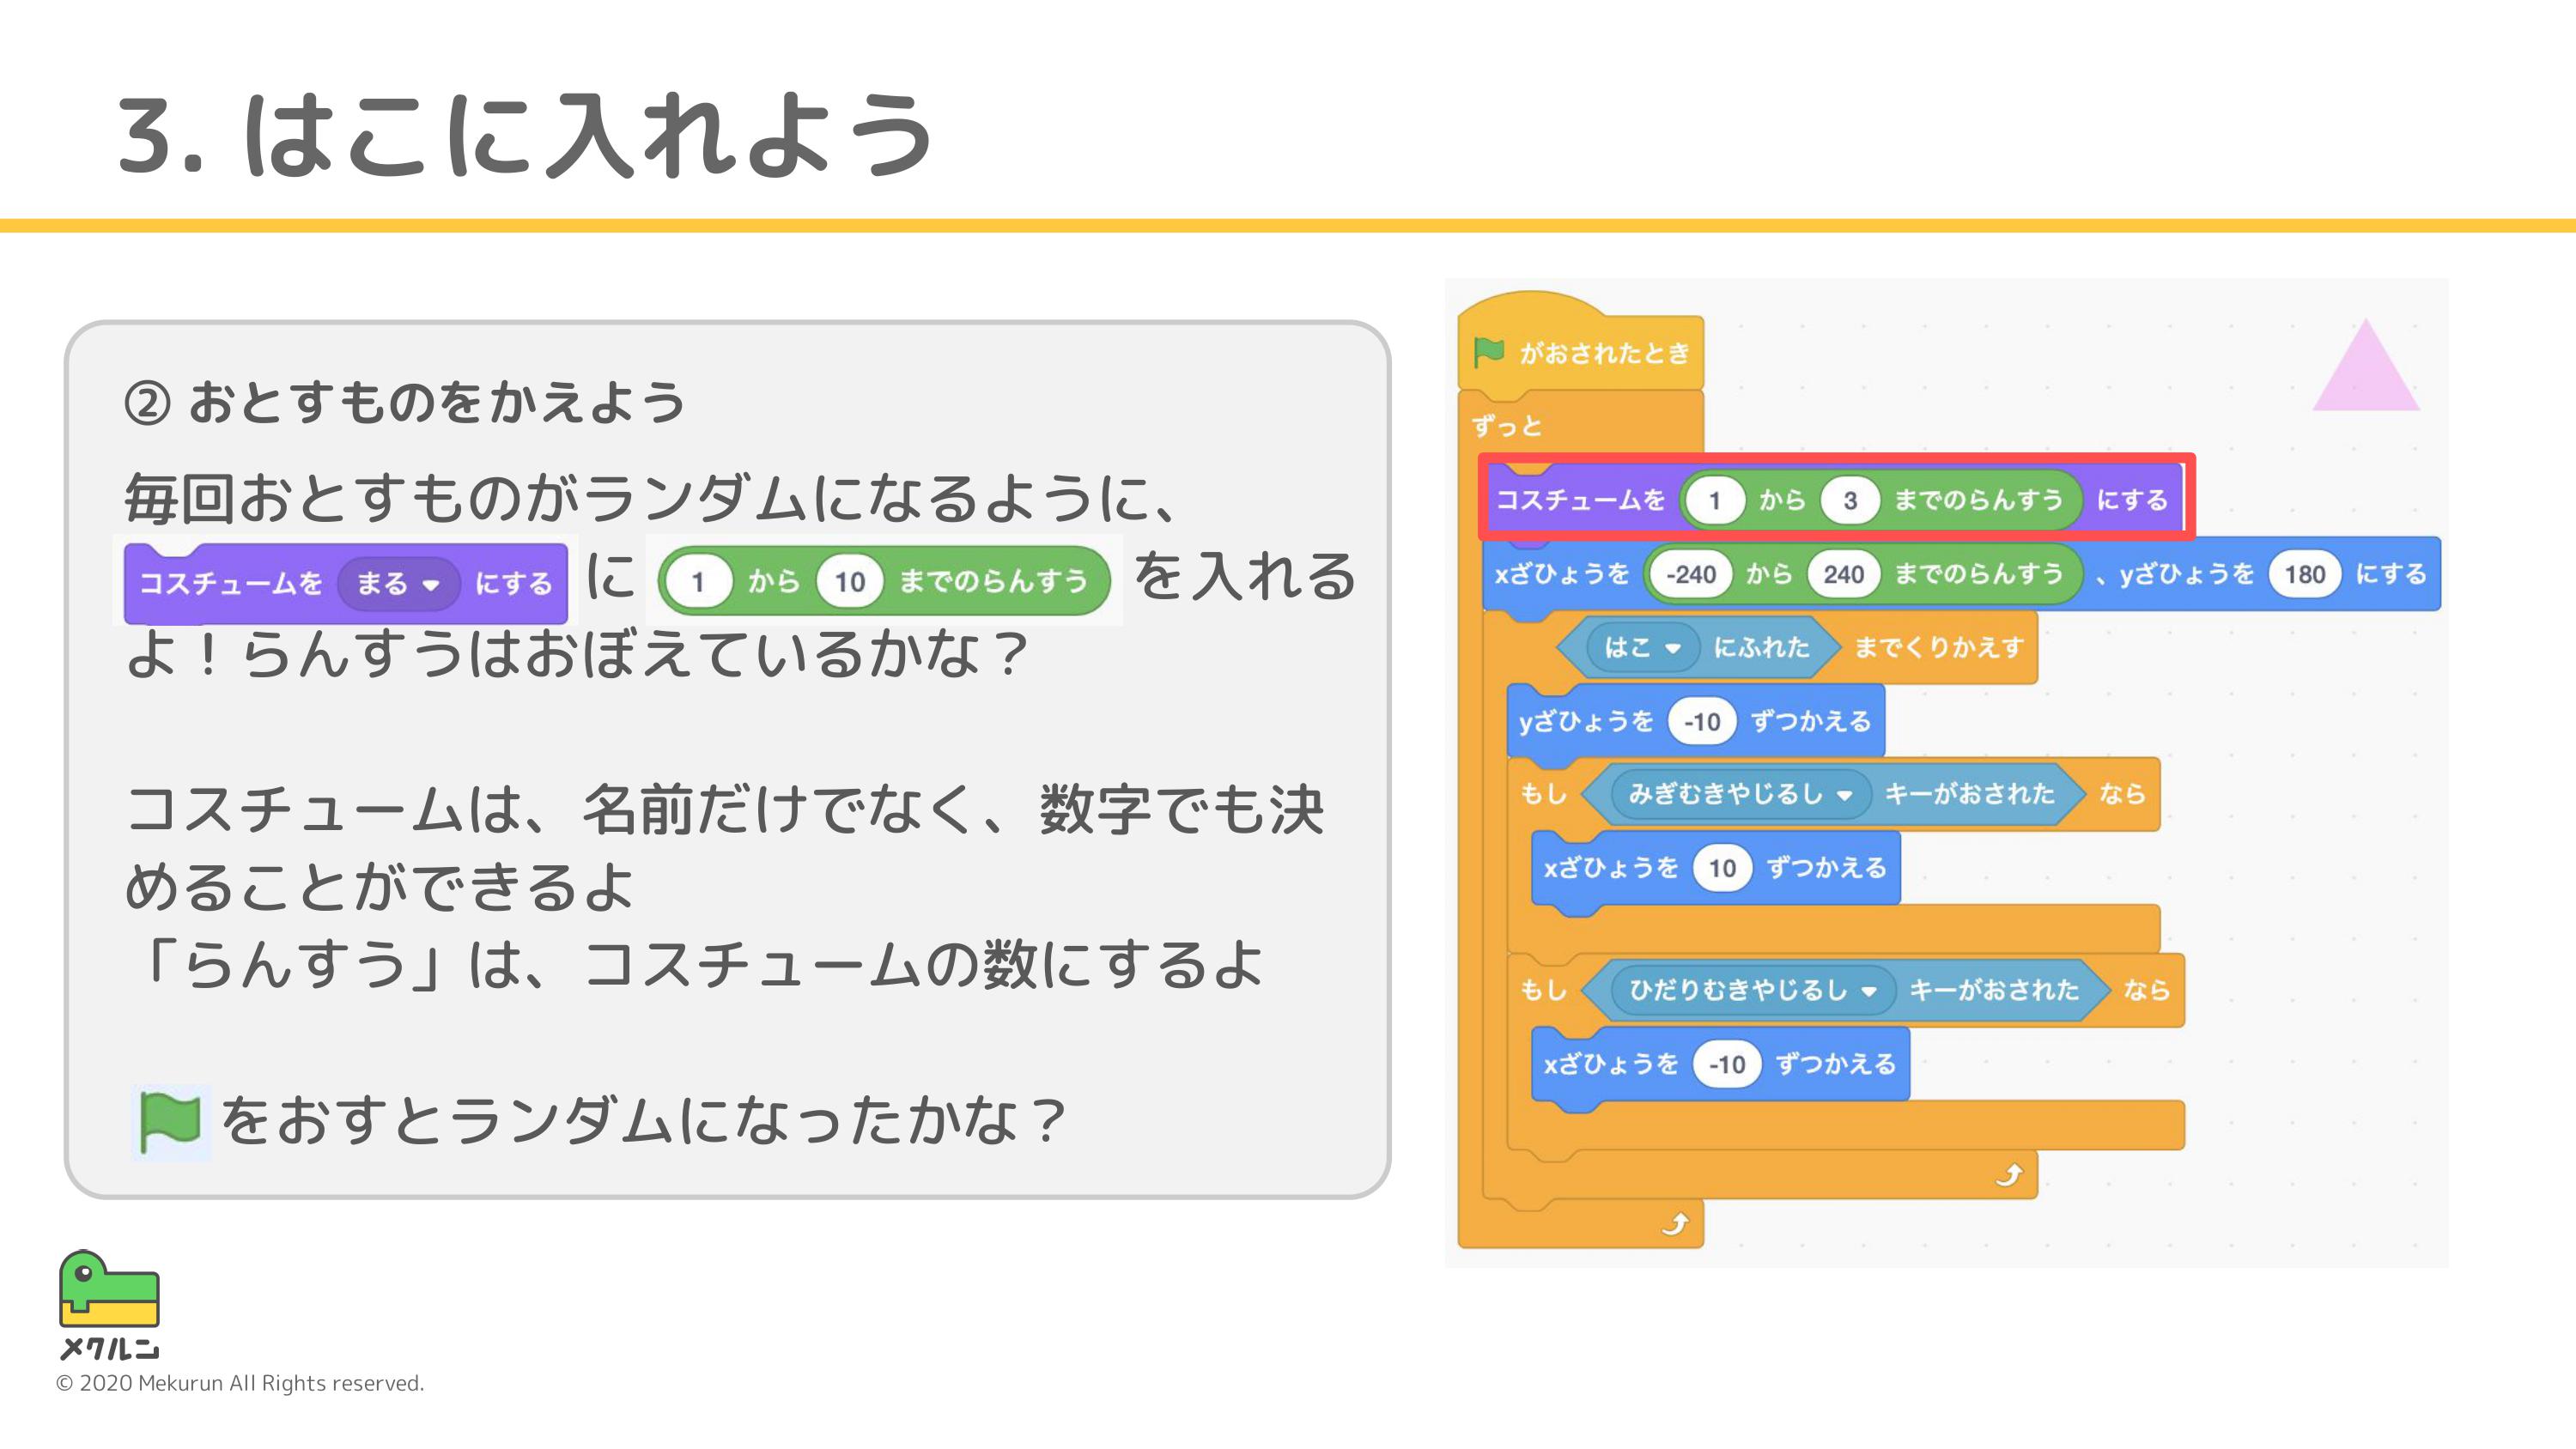 3. はこに入れよう
② おとすものをかえよう
毎回おとすものがランダムになるように、
コスチュームを まる にする に 1 から 10 までのらんすう を入れる
よ！らんすうはおぼえているかな？
コスチュームは、名前だけでなく、数字でも決
めることができるよ
「らんすう」は、コスチュームの数にするよ
をおすとランダムになったかな？
がおされたとき
ずっと
コスチュームを 1 から 3 までのらんすう にする
xざひょうを -240 から 240 までのらんすう 、yざひょうを 180 にする
はこ にふれた までくりかえす
yざひょうを -10 ずつかえる
もし みぎむきやじるし キーがおされた なら
xざひょうを 10 ずつかえる
もし ひだりむきやじるし キーがおされた なら
xざひょうを -10 ずつかえる
メクルン
© 2020 Mekurun All Rights reserved.